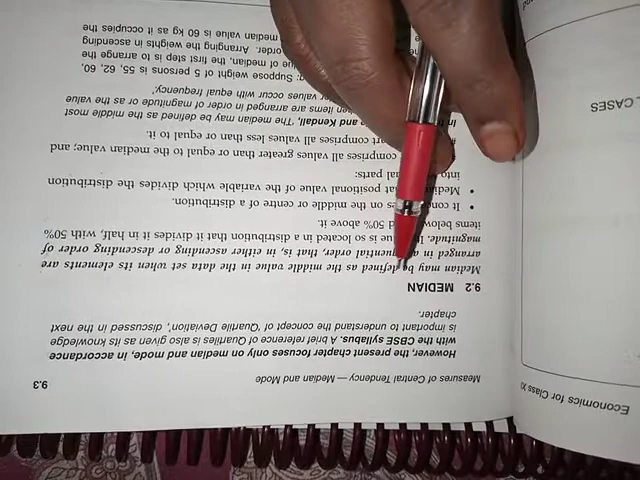 Economics for Class XI
Measures of Central Tendency — Median and Mode 9.3
However, the present chapter focuses only on median and mode, in accordance
with the CBSE syllabus. A brief reference of Quartiles is also given as its knowledge
is important to understand the concept of 'Quartile Deviation', discussed in the next
chapter.
9.2 MEDIAN
Median may be defined as the middle value in the data set when its elements are
arranged in a sequential order, that is, in either ascending or descending order of
magnitude. It value is so located in a distribution that it divides it in half, with 50%
items below and 50% above it.
• It on the middle or centre of a distribution.
• Median that positional value of the variable which divides the distribution
into parts:
comprises all values greater than or equal to the median value; and
part comprises all values less than or equal to it.
and Kendall, The median may be defined as the middle most
items are arranged in order of magnitude or as the value
values occur with equal frequency.'
Suppose weight of 5 persons is 55, 62, 60,
value of median, the first step is to arrange the
order. Arranging the weights in ascending
median value is 60 kg as it occupies the
CASES